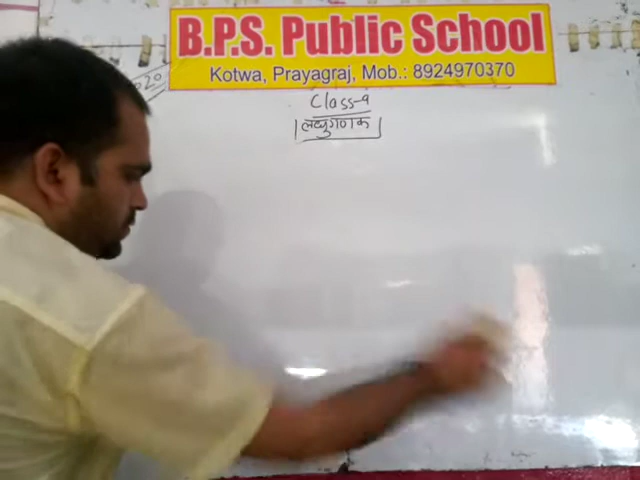 B.P.S. Public School
Kotwa, Prayagraj, Mob.: 8924970370
Class-9
लघुगणक